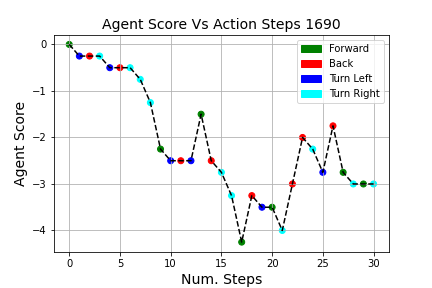 Agent Score Vs Action Steps 1690
Forward
Back
Turn Left
Turn Right
Agent Score
0
−1
−2
−3
−4
0 5 10 15 20 25 30
Num. Steps